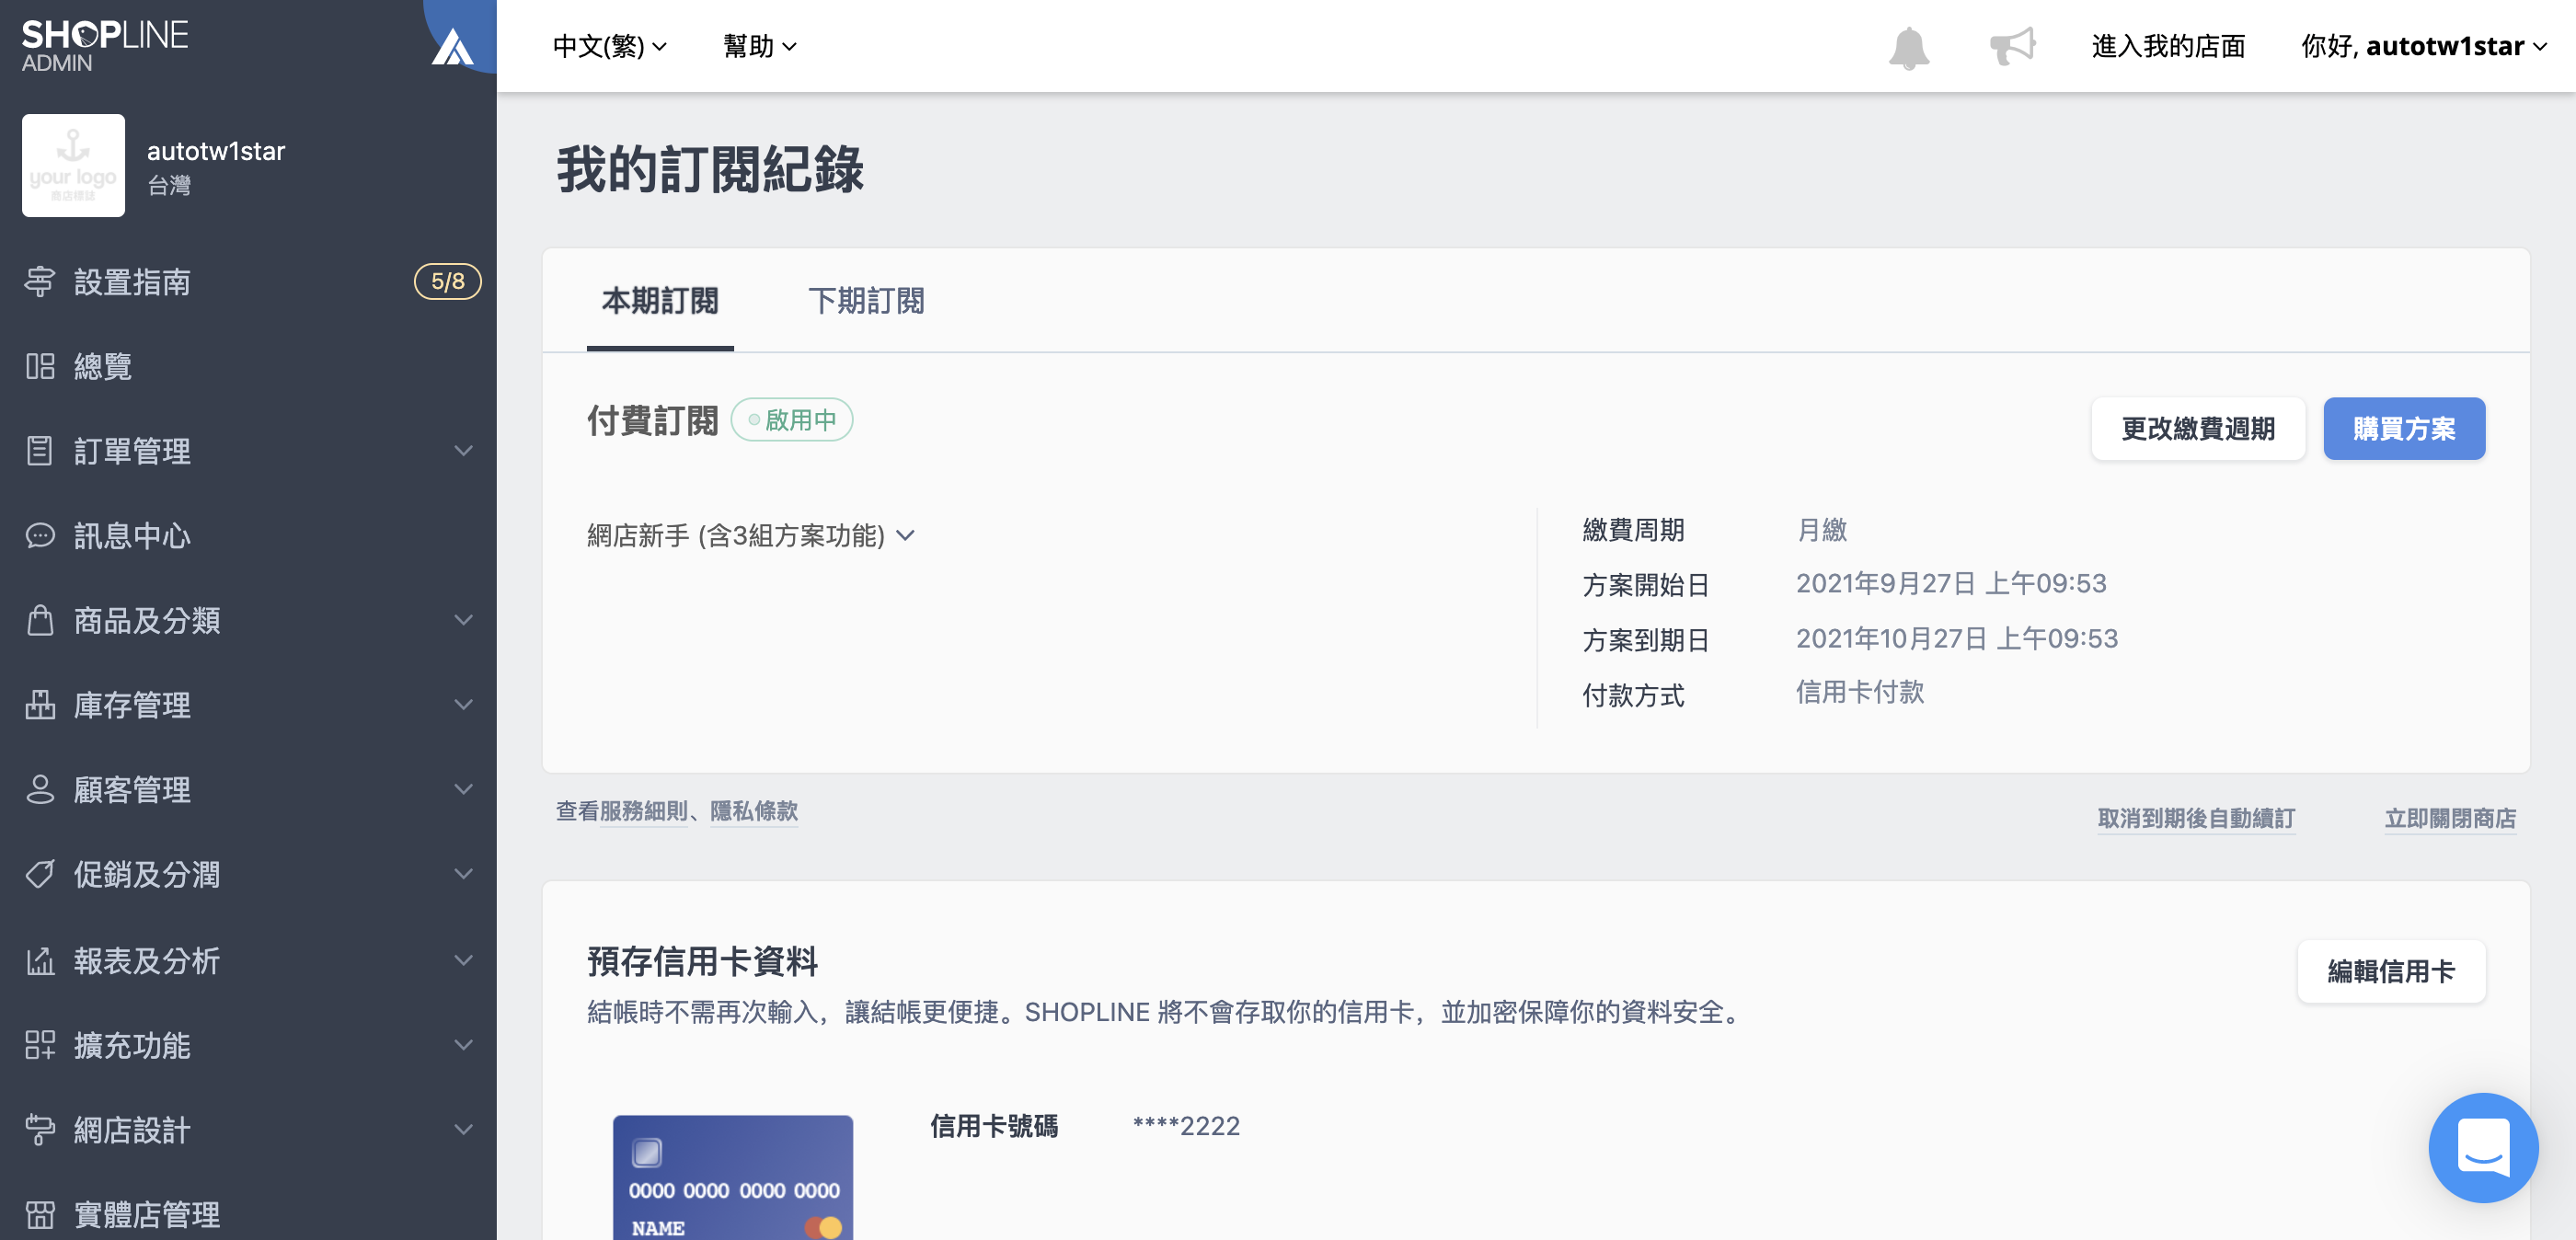 SHOPLINE
ADMIN
中文(繁)
幫助
進入我的店面
你好, autotw1star
your logo
商店標誌
autotw1star
台灣
設置指南
5/8
總覽
訂單管理
訊息中心
商品及分類
庫存管理
顧客管理
促銷及分潤
報表及分析
擴充功能
網店設計
實體店管理
我的訂閱紀錄
本期訂閱
下期訂閱
付費訂閱
啟用中
更改繳費週期
購買方案
網店新手 (含3組方案功能)
繳費周期
月繳
方案開始日
2021年9月27日 上午09:53
方案到期日
2021年10月27日 上午09:53
付款方式
信用卡付款
查看服務細則、隱私條款
取消到期後自動續訂
立即關閉商店
預存信用卡資料
編輯信用卡
結帳時不需再次輸入，讓結帳更便捷。SHOPLINE 將不會存取你的信用卡，並加密保障你的資料安全。
信用卡號碼
****2222
0000 0000 0000 0000
NAME